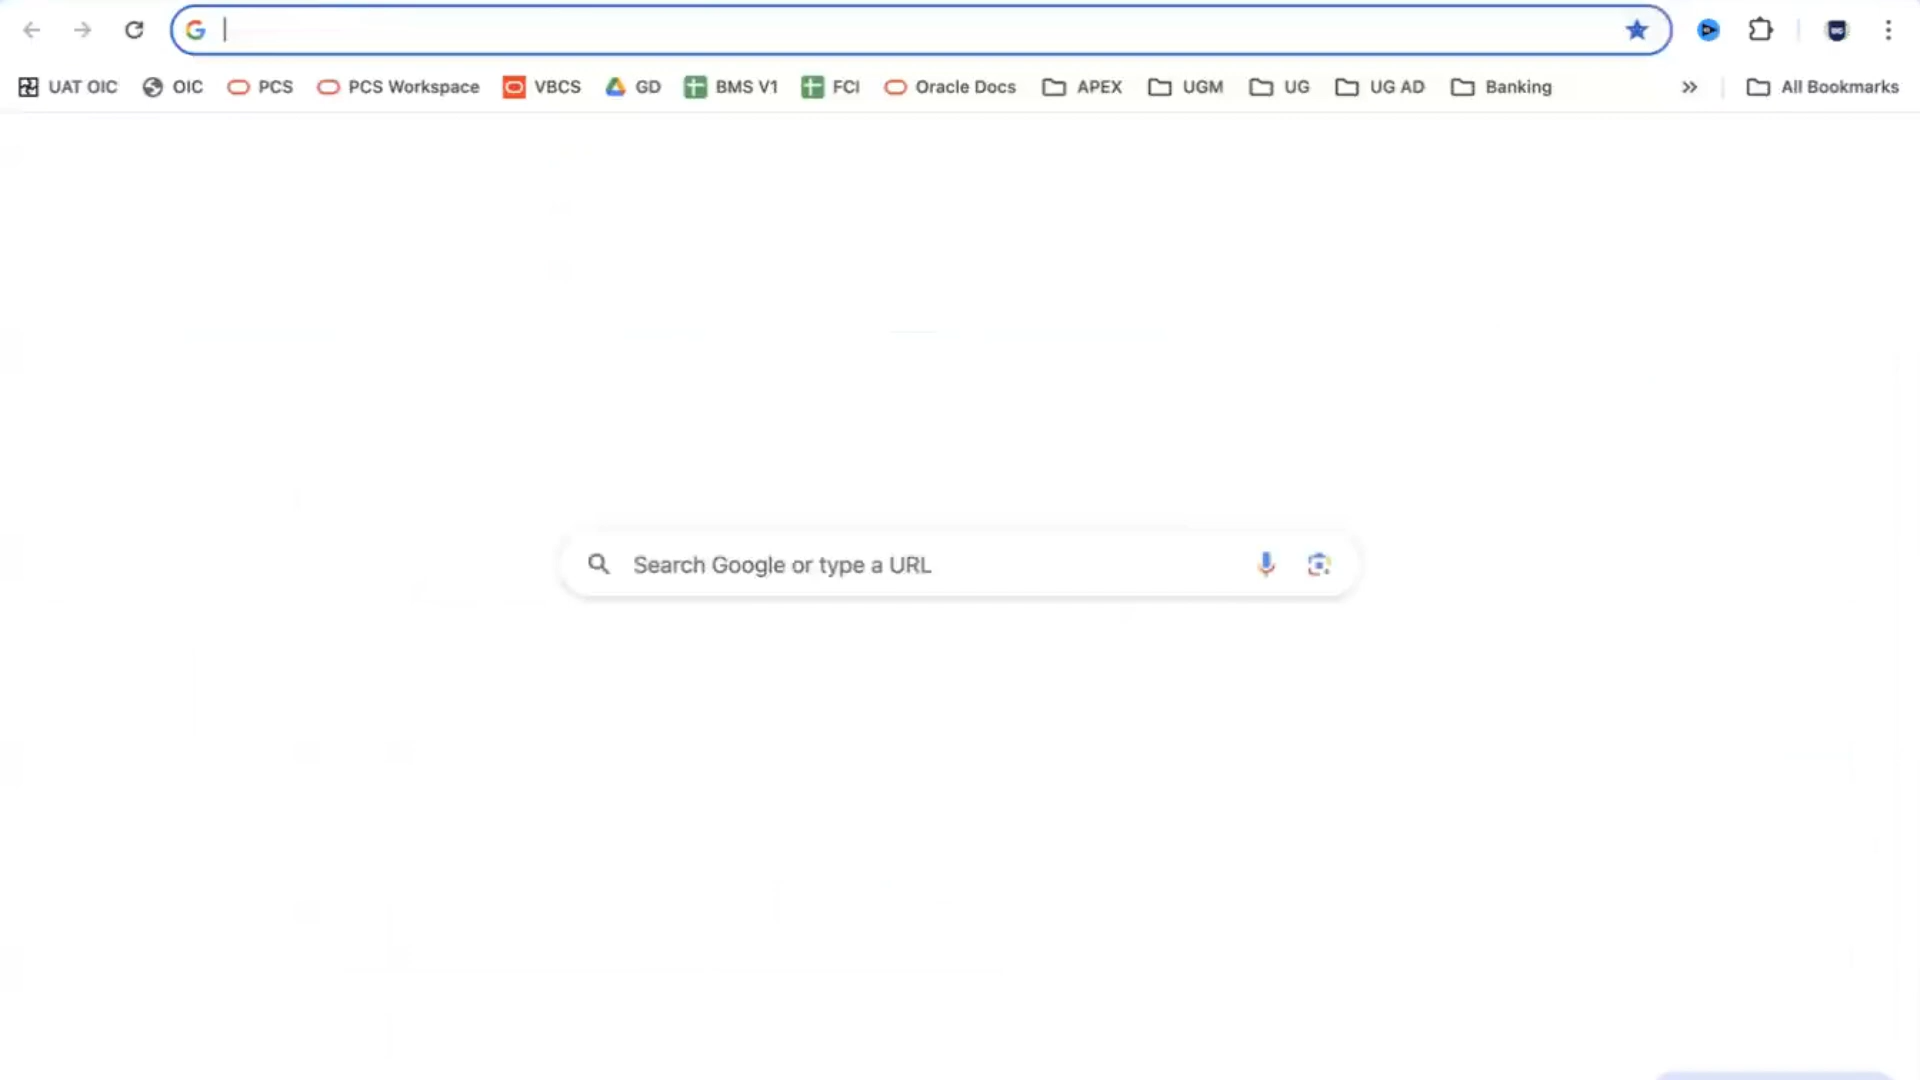 UAT OIC OIC PCS PCS Workspace VBCS GD BMS V1 FCI Oracle Docs APEX UGM UG UG AD Banking » All Bookmarks
Search Google or type a URL